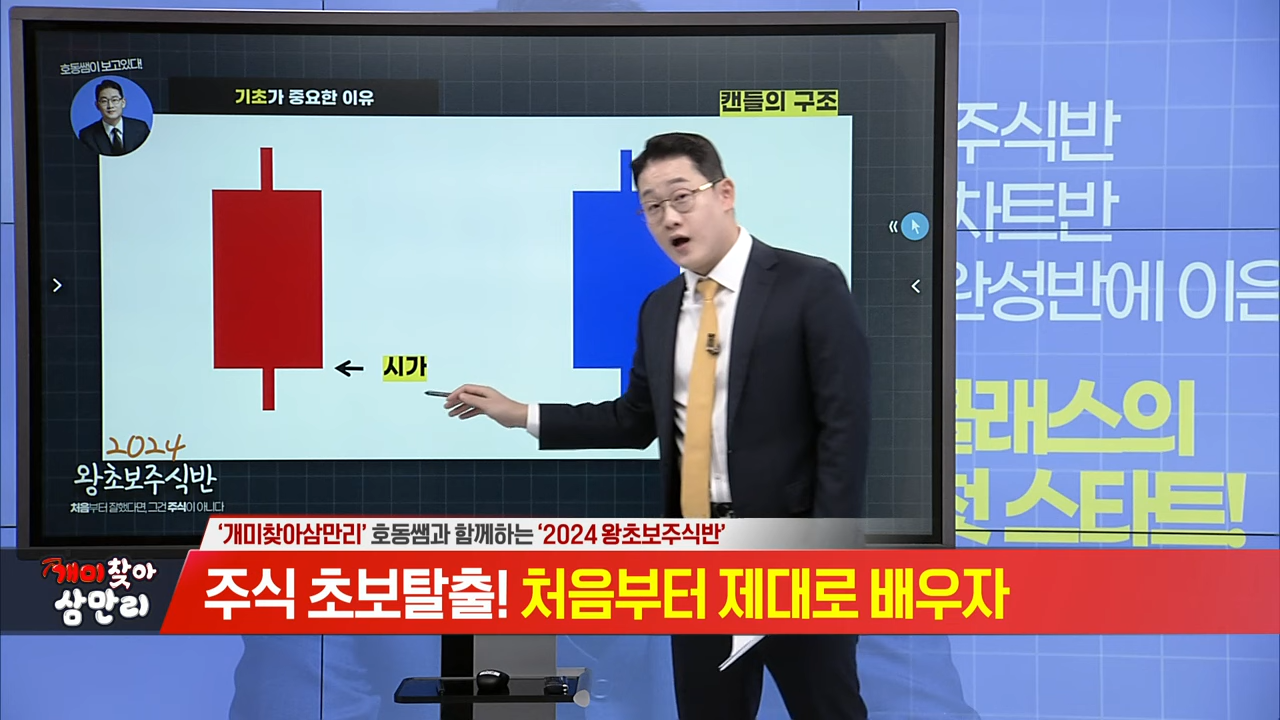 호동쌤이 보고있다!
기초가 중요한 이유
캔들의 구조
시가
2024
왕초보주식반
처음부터 잘했다면, 그건 주식이 아니다
주식반
차트반
완성반에 이은
클래스의
스타트!
'개미찾아삼만리' 호동쌤과 함께하는 '2024 왕초보주식반'
개미찾아
삼만리
주식 초보탈출! 처음부터 제대로 배우자